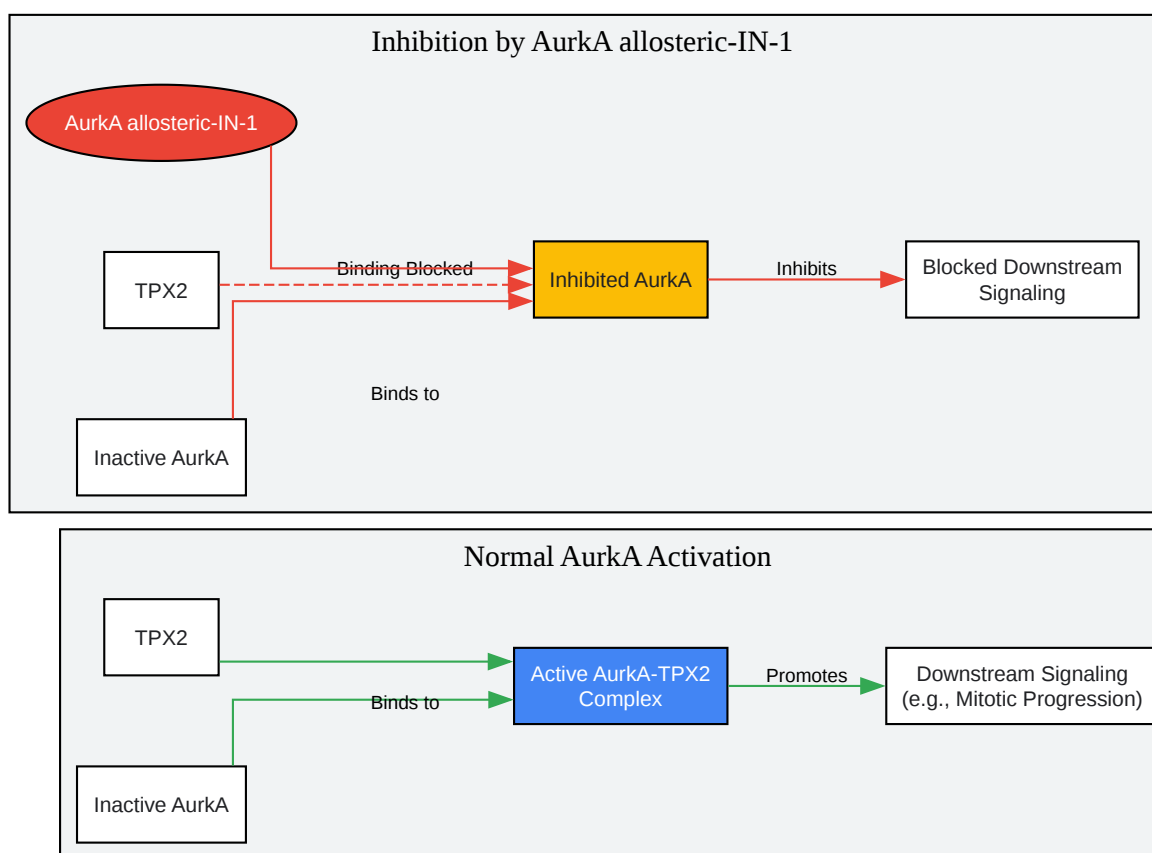 Inhibition by AurkA allosteric-IN-1
AurkA allosteric-IN-1
TPX2
Binding Blocked
Inhibited AurkA
Inhibits
Blocked Downstream
Signaling
Binds to
Inactive AurkA
Normal AurkA Activation
TPX2
Binds to
Active AurkA-TPX2
Complex
Promotes
Downstream Signaling
(e.g., Mitotic Progression)
Inactive AurkA